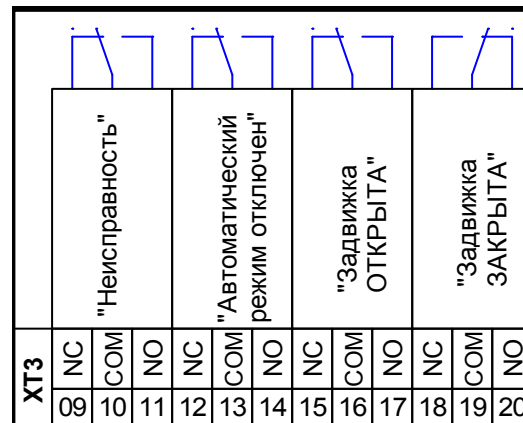 "Неисправность"
"Автоматический
режим отключен"
"Задвижка
ОТКРЫТА"
"Задвижка
ЗАКРЫТА"
XT3 NC COM NO NC COM NO NC COM NO NC COM NO
09 10 11 12 13 14 15 16 17 18 19 20